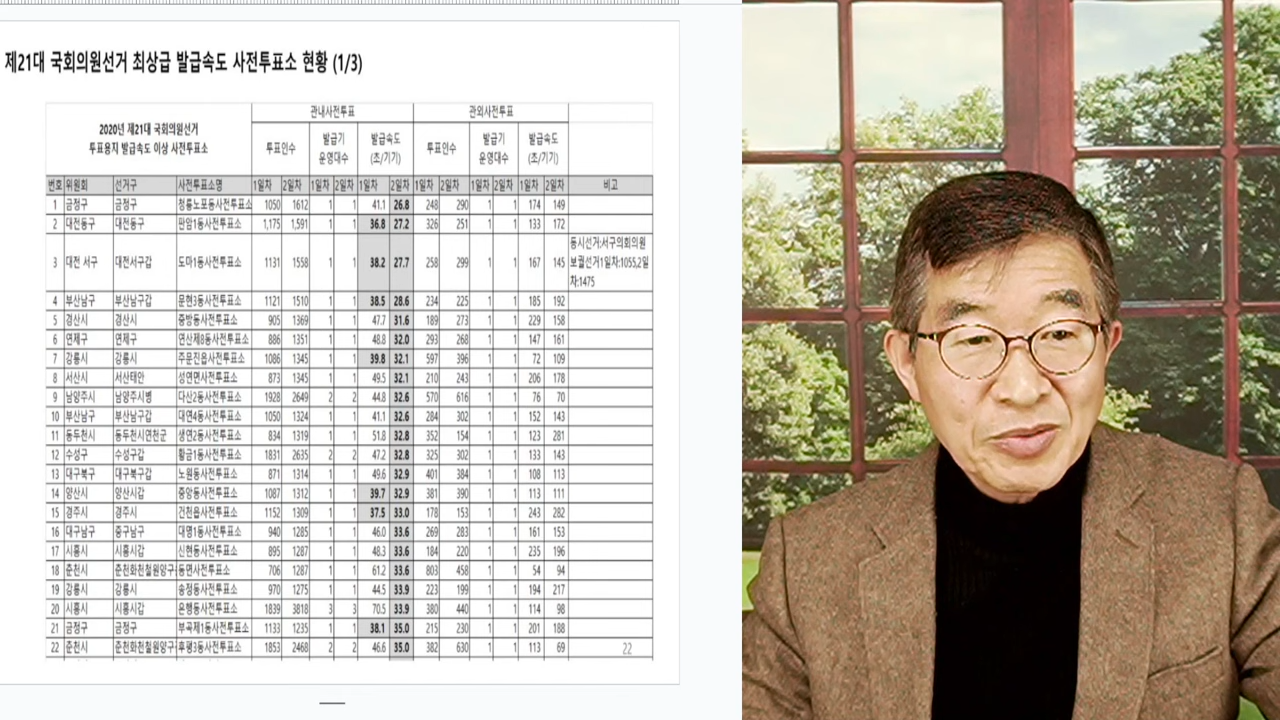 제21대 국회의원선거 최상급 발급속도 사전투표소 현황 (1/3)
2020년 제21대 국회의원선거
투표용지 발급속도 이상 사전투표소
관내사전투표 관외사전투표
투표인수 발급기 운영대수 발급속도 (초/기기) 투표인수 발급기 운영대수 발급속도 (초/기기)
번호 위원회 선거구 사전투표소명 1일차 2일차 1일차 2일차 1일차 2일차 1일차 2일차 1일차 2일차 1일차 2일차 비고
1 금정구 금정구 청룡노포동사전투표소 1050 1612 1 1 41.1 26.8 248 290 1 1 174 149
2 대전동구 대전동구 판암1동사전투표소 1,175 1,591 1 1 36.8 27.2 326 251 1 1 133 172
3 대전 서구 대전서구갑 도마1동사전투표소 1131 1558 1 1 38.2 27.7 258 299 1 1 167 145 동시선거:서구의회의원
보궐선거1일차:1055,2일
차:1475
4 부산남구 부산남구갑 문현3동사전투표소 1121 1510 1 1 38.5 28.6 234 225 1 1 185 192
5 경산시 경산시 중방동사전투표소 905 1369 1 1 47.7 31.6 189 273 1 1 229 158
6 연제구 연제구 연산제8동사전투표소 886 1351 1 1 48.8 32.0 293 268 1 1 147 161
7 강릉시 강릉시 주문진읍사전투표소 1086 1345 1 1 39.8 32.1 597 396 1 1 72 109
8 서산시 서산태안 성연면사전투표소 873 1345 1 1 49.5 32.1 210 243 1 1 206 178
9 남양주시 남양주시병 다산2동사전투표소 1928 2649 2 2 44.8 32.6 570 616 1 1 76 70
10 부산남구 부산남구갑 대연4동사전투표소 1050 1324 1 1 41.1 32.6 284 302 1 1 152 143
11 동두천시 동두천시연천군 생연2동사전투표소 834 1319 1 1 51.8 32.8 352 154 1 1 123 281
12 수성구 수성구갑 황금1동사전투표소 1831 2635 2 2 47.2 32.8 325 302 1 1 133 143
13 대구북구 대구북구갑 노원동사전투표소 871 1314 1 1 49.6 32.9 401 384 1 1 108 113
14 양산시 양산시갑 중앙동사전투표소 1087 1312 1 1 39.7 32.9 381 390 1 1 113 111
15 경주시 경주시 건천읍사전투표소 1152 1309 1 1 37.5 33.0 178 153 1 1 243 282
16 대구남구 중구남구 대명1동사전투표소 940 1285 1 1 46.0 33.6 269 283 1 1 161 153
17 시흥시 시흥시갑 신현동사전투표소 895 1287 1 1 48.3 33.6 184 220 1 1 235 196
18 춘천시 춘천화천철원양구 동면사전투표소 706 1287 1 1 61.2 33.6 803 458 1 1 54 94
19 강릉시 강릉시 송정동사전투표소 970 1275 1 1 44.5 33.9 223 199 1 1 194 217
20 시흥시 시흥시갑 은행동사전투표소 1839 3818 3 3 70.5 33.9 380 440 1 1 114 98
21 금정구 금정구 부곡제1동사전투표소 1133 1235 1 1 38.1 35.0 215 230 1 1 201 188
22 춘천시 춘천화천철원양구 후평3동사전투표소 1853 2468 2 2 46.6 35.0 382 630 1 1 113 69
22